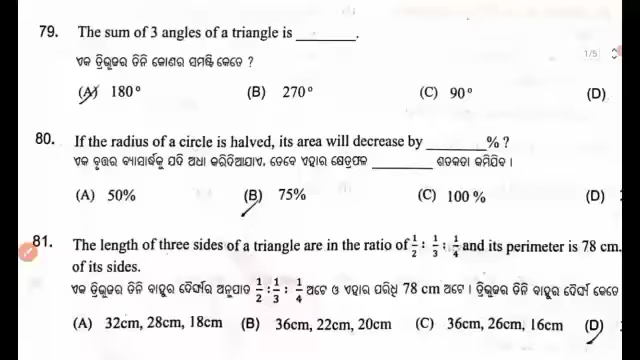 79. The sum of 3 angles of a triangle is ________.
1/5
ଏକ ତ୍ରିଭୁଜର ତିନି କୋଣର ସମଷ୍ଟି କେତେ ?
(A) 180° (B) 270° (C) 90° (D)
80. If the radius of a circle is halved, its area will decrease by ________% ?
ଏକ ବୃତ୍ତର ବ୍ୟାସାର୍ଦ୍ଧକୁ ଯଦି ଅଧା କରିଦିଆଯାଏ, ତେବେ ଏହାର କ୍ଷେତ୍ରଫଳ ________ ଶତକଡା କମିଯିବ ।
(A) 50% (B) 75% (C) 100 % (D)
81. The length of three sides of a triangle are in the ratio of 1/2 : 1/3 : 1/4 and its perimeter is 78 cm.
of its sides.
ଏକ ତ୍ରିଭୁଜର ତିନି ବାହୁର ଦୈର୍ଘ୍ୟର ଅନୁପାତ 1/2 : 1/3 : 1/4 ଅଟେ ଓ ଏହାର ପରିଧି 78 cm ଅଟେ । ତ୍ରିଭୁଜର ତିନି ବାହୁର ଦୈର୍ଘ୍ୟ କେତେ
(A) 32cm, 28cm, 18cm (B) 36cm, 22cm, 20cm (C) 36cm, 26cm, 16cm (D)